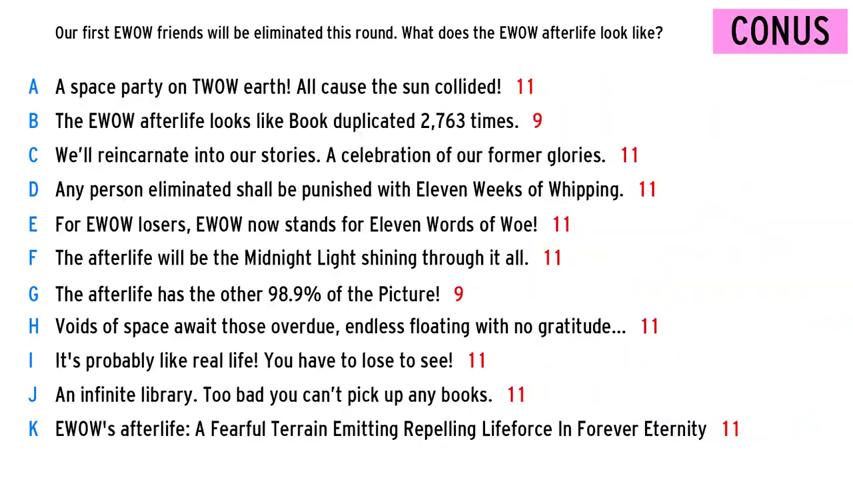 Our first EWOW friends will be eliminated this round. What does the EWOW afterlife look like?
CONUS
A A space party on TWOW earth! All cause the sun collided! 11
B The EWOW afterlife looks like Book duplicated 2,763 times. 9
C We’ll reincarnate into our stories. A celebration of our former glories. 11
D Any person eliminated shall be punished with Eleven Weeks of Whipping. 11
E For EWOW losers, EWOW now stands for Eleven Words of Woe! 11
F The afterlife will be the Midnight Light shining through it all. 11
G The afterlife has the other 98.9% of the Picture! 9
H Voids of space await those overdue, endless floating with no gratitude... 11
I It's probably like real life! You have to lose to see! 11
J An infinite library. Too bad you can’t pick up any books. 11
K EWOW's afterlife: A Fearful Terrain Emitting Repelling Lifeforce In Forever Eternity 11